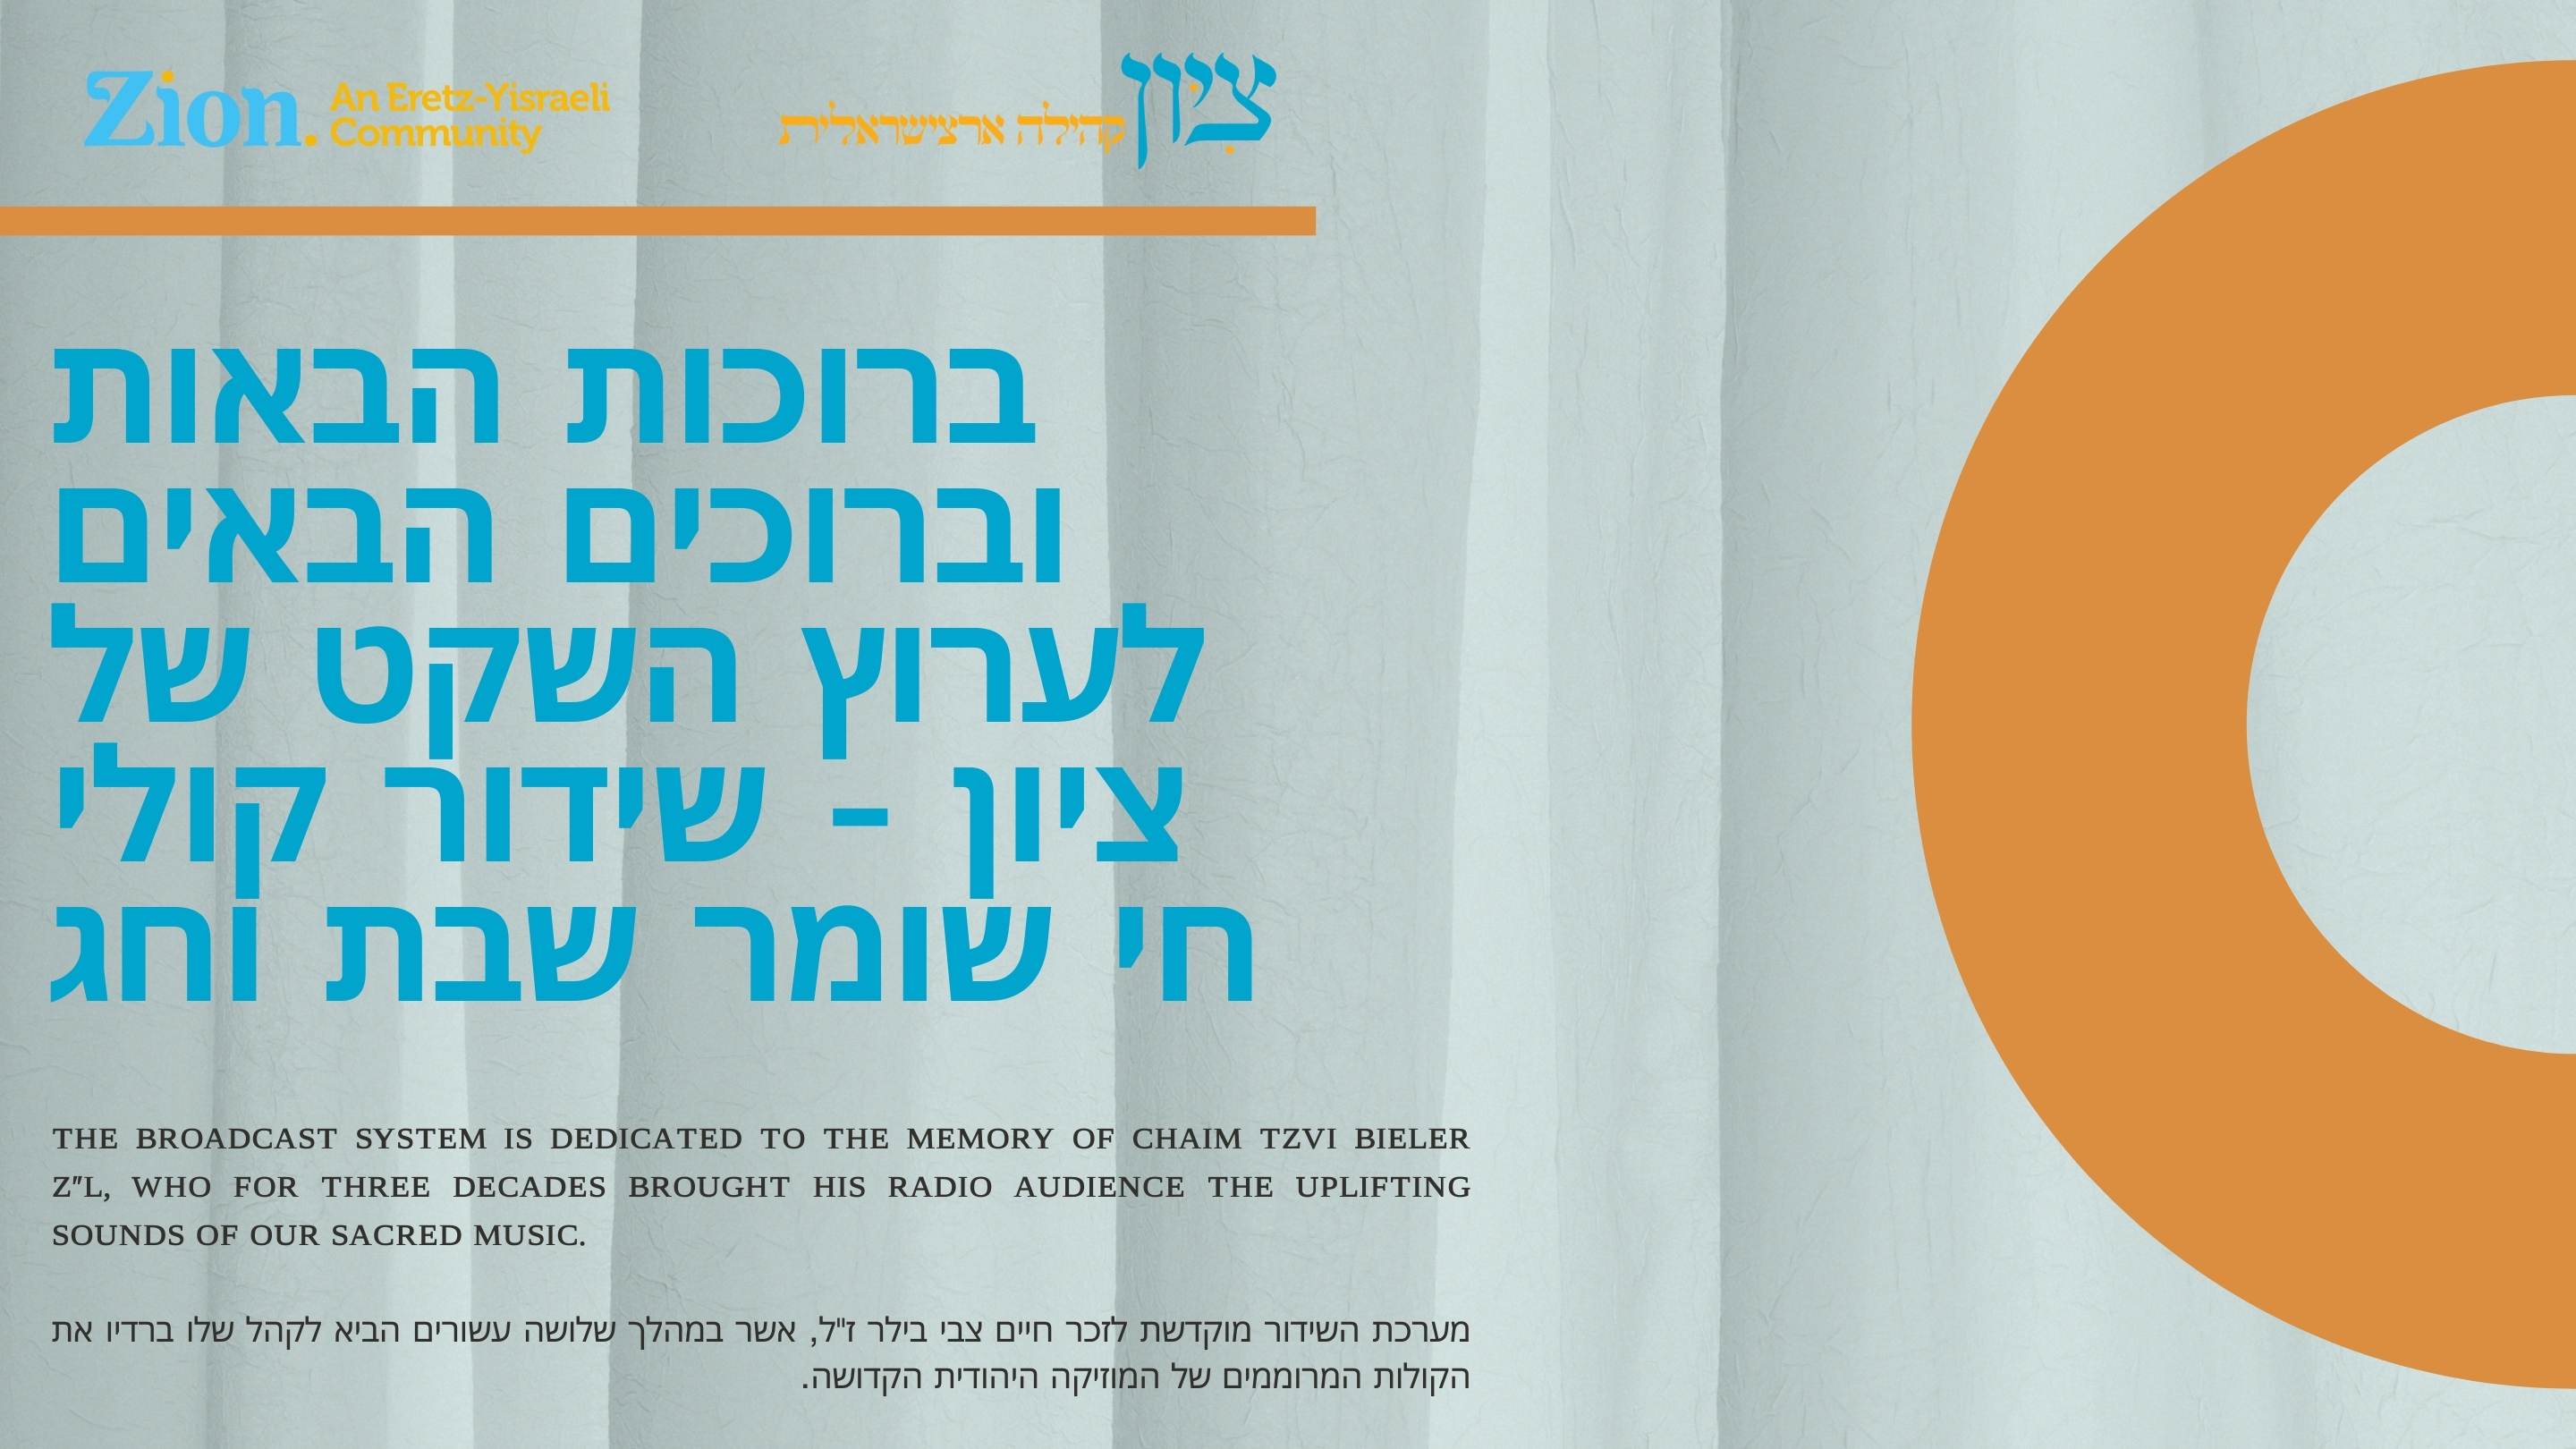 Zion. An Eretz-Yisraeli
Community
צִיּוֹן קהילה ארצישראלית
ברוכות הבאות
וברוכים הבאים
לערוץ השקט של
ציון - שידור קולי
חי שומר שבת וחג
THE BROADCAST SYSTEM IS DEDICATED TO THE MEMORY OF CHAIM TZVI BIELER
Z"L, WHO FOR THREE DECADES BROUGHT HIS RADIO AUDIENCE THE UPLIFTING
SOUNDS OF OUR SACRED MUSIC.
מערכת השידור מוקדשת לזכר חיים צבי בילר ז"ל, אשר במהלך שלושה עשורים הביא לקהל שלו ברדיו את
הקולות המרוממים של המוזיקה היהודית הקדושה.